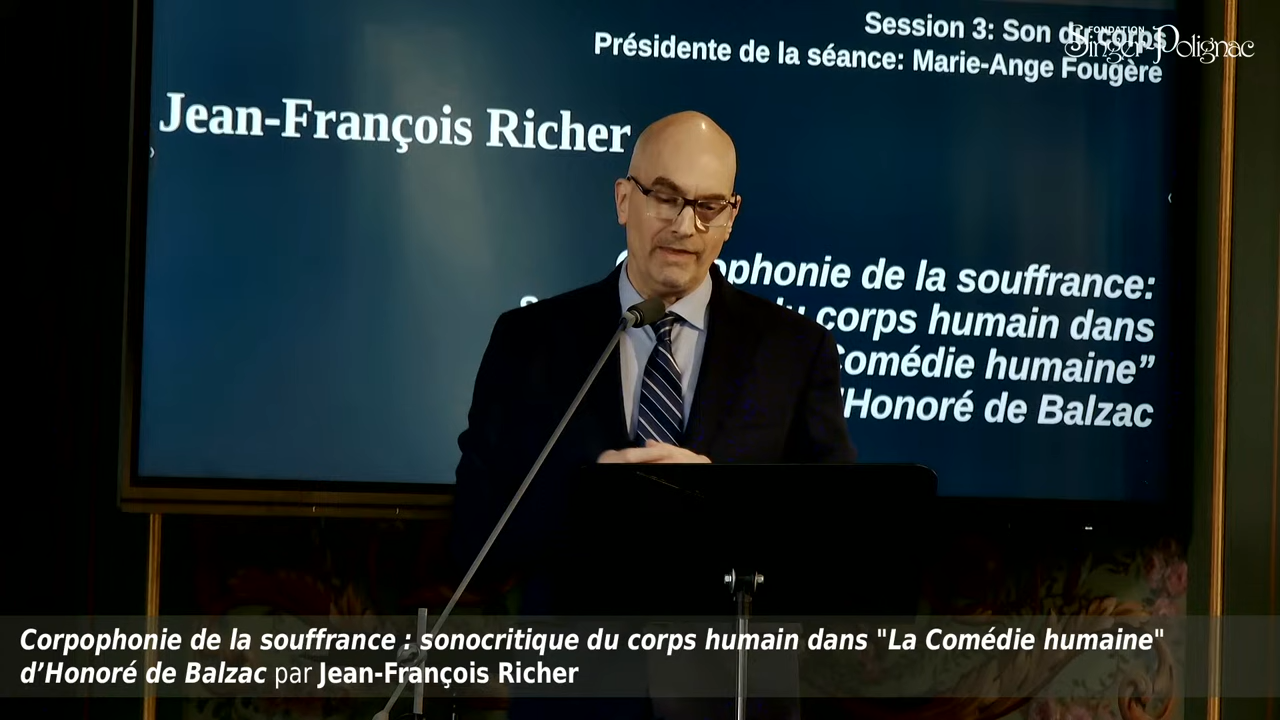 Session 3: Son du corps
FONDATION
Singer-Polignac
Présidente de la séance: Marie-Ange Fougère
Jean-François Richer
de la souffrance:
corps humain dans
humaine”
Honoré de Balzac
Corpophonie de la souffrance : sonocritique du corps humain dans "La Comédie humaine"
d’Honoré de Balzac par Jean-François Richer